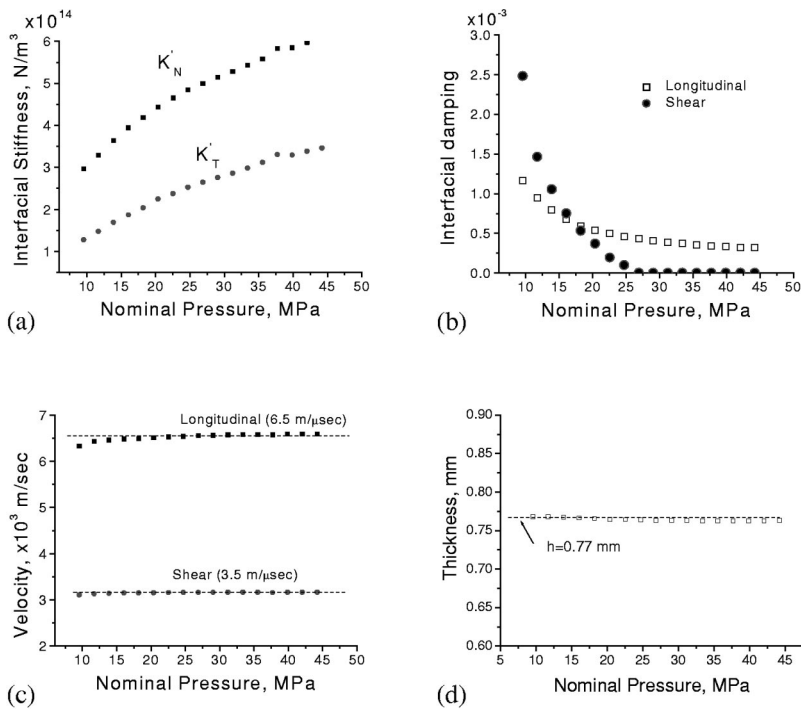 x10^14
Interfacial Stiffness, N/m^3
6
5
4
3
2
1
K'_N
K'_T
10 15 20 25 30 35 40 45
Nominal Pressure, MPa
(a)
x10^-3
Interfacial damping
3.0
2.5
2.0
1.5
1.0
0.5
0.0
Longitudinal
Shear
5 10 15 20 25 30 35 40 45 50
Nominal Presure, MPa
(b)
Velocity, x10^3 m/sec
7
6
5
4
3
2
Longitudinal (6.5 m/μsec)
Shear (3.5 m/μsec)
5 10 15 20 25 30 35 40 45 50
Nominal Pressure, MPa
(c)
Thickness, mm
0.90
0.85
0.80
0.75
0.70
0.65
0.60
h=0.77 mm
5 10 15 20 25 30 35 40 45
Nominal Pressure, MPa
(d)